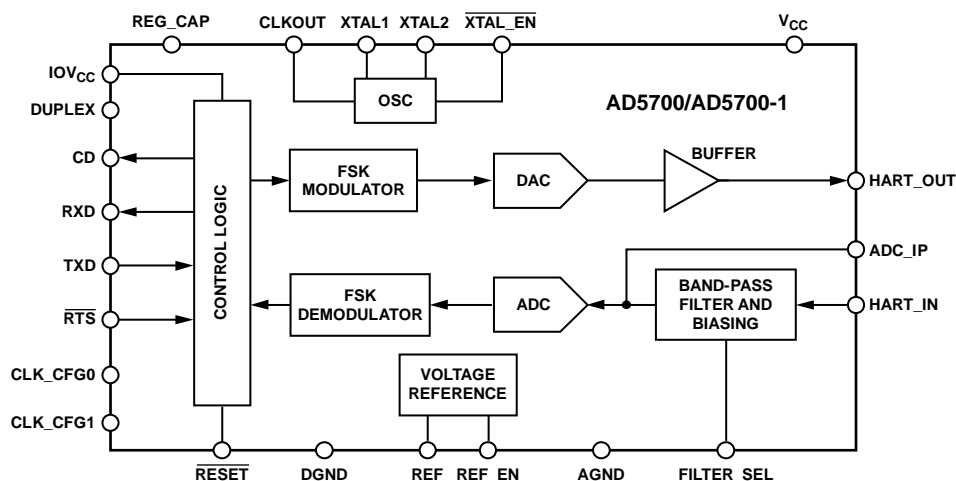 REG_CAP
CLKOUT
XTAL1
XTAL2
XTAL_EN
VCC
IOVCC
DUPLEX
CD
RXD
TXD
RTS
CLK_CFG0
CLK_CFG1
CONTROL LOGIC
OSC
AD5700/AD5700-1
FSK
MODULATOR
DAC
BUFFER
HART_OUT
ADC_IP
HART_IN
FSK
DEMODULATOR
ADC
BAND-PASS
FILTER AND
BIASING
VOLTAGE
REFERENCE
RESET
DGND
REF
REF_EN
AGND
FILTER_SEL